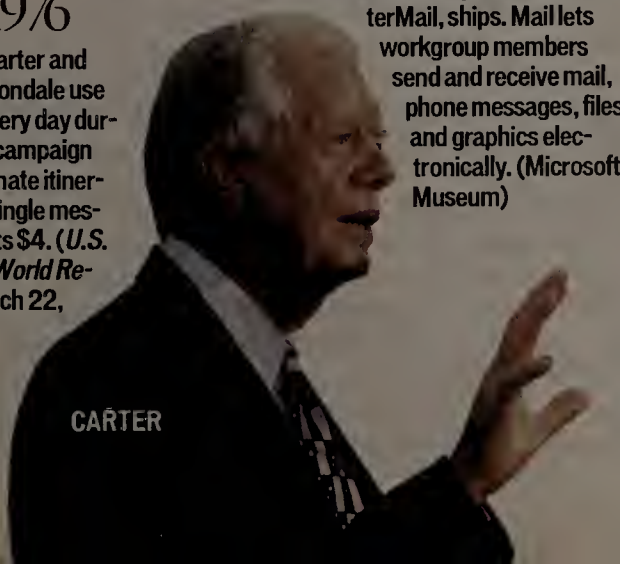 1976
arter and
ondale use
ery day dur-
campaign
nate itiner-
ingle mes-
ts $4. (U.S.
World Re-
ch 22,
CARTER
terMail, ships. Mail lets
workgroup members
send and receive mail,
phone messages, files
and graphics elec-
tronically. (Microsoft
Museum)